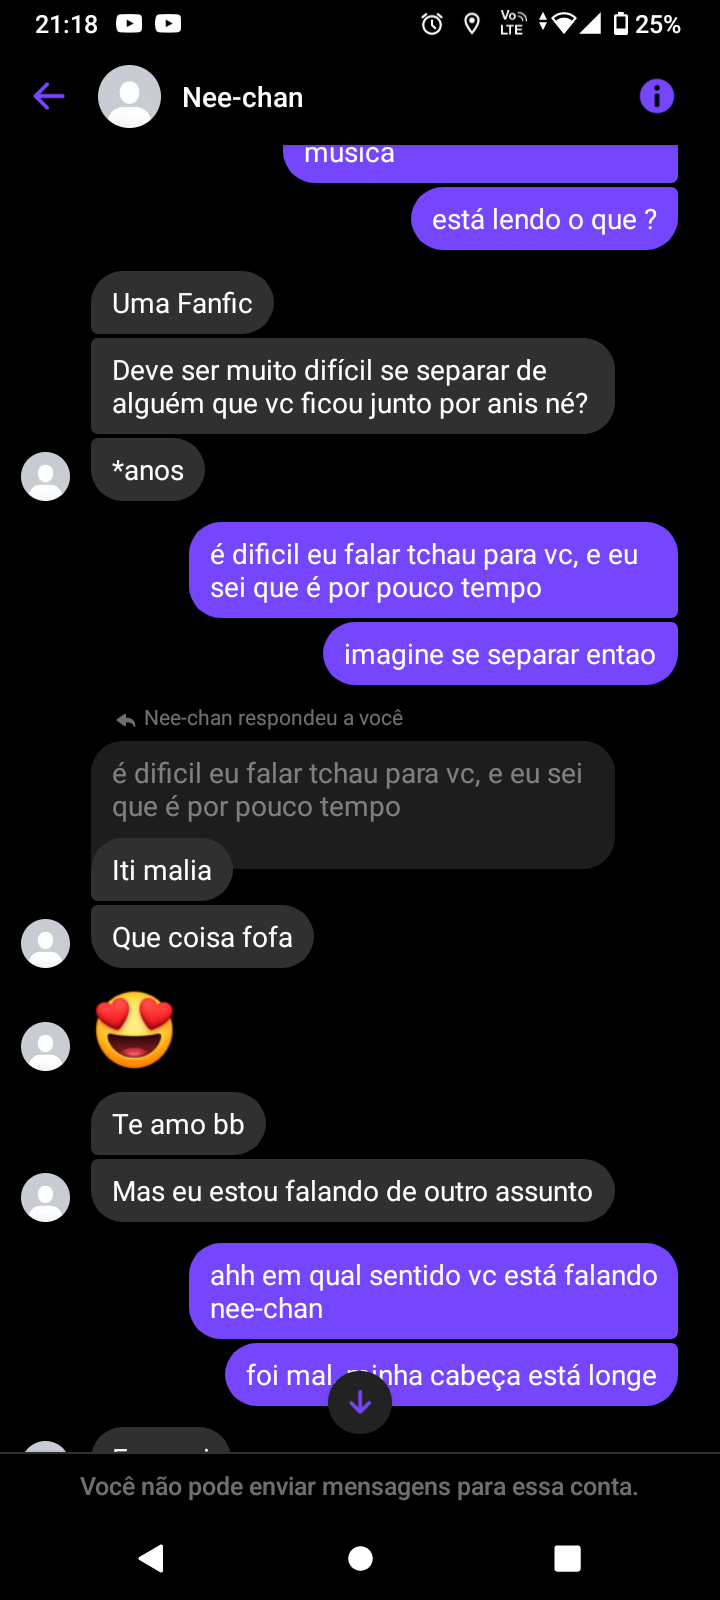 21:18
Vo
LTE
25%
Nee-chan
musica
está lendo o que ?
Uma Fanfic
Deve ser muito difícil se separar de
alguém que vc ficou junto por anis né?
*anos
é dificil eu falar tchau para vc, e eu
sei que é por pouco tempo
imagine se separar entao
Nee-chan respondeu a você
é dificil eu falar tchau para vc, e eu sei
que é por pouco tempo
Iti malia
Que coisa fofa
Te amo bb
Mas eu estou falando de outro assunto
ahh em qual sentido vc está falando
nee-chan
foi mal, minha cabeça está longe
Você não pode enviar mensagens para essa conta.